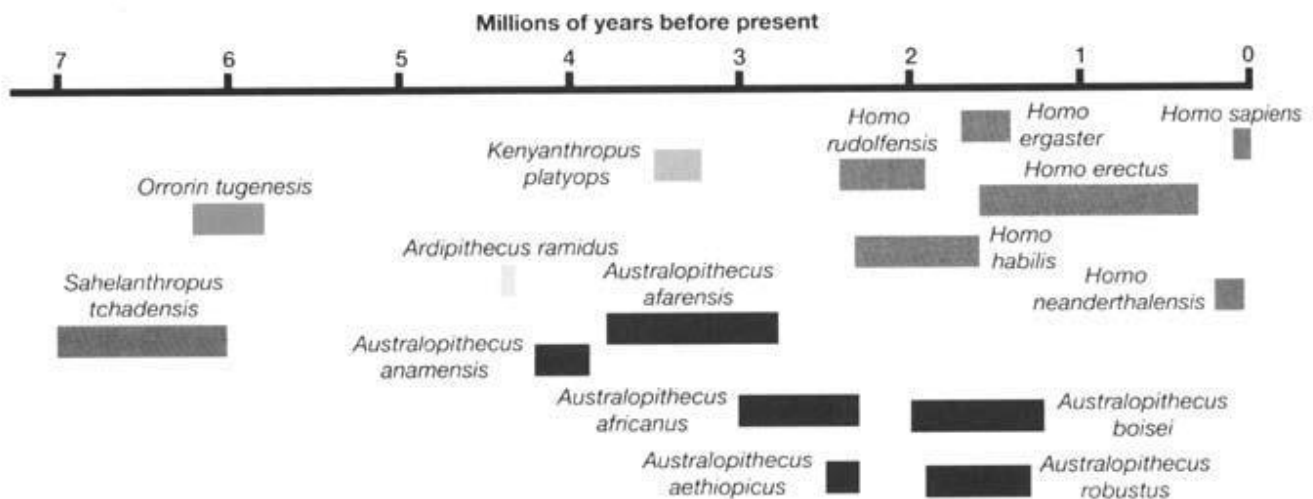 Millions of years before present
7 6 5 4 3 2 1 0
Homo sapiens
Homo
ergaster
Homo
rudolfensis
Kenyanthropus
platyops
Homo erectus
Orrorin tugenesis
Homo
habilis
Ardipithecus ramidus
Australopithecus
afarensis
Homo
neanderthalensis
Sahelanthropus
tchadensis
Australopithecus
anamensis
Australopithecus
africanus
Australopithecus
boisei
Australopithecus
aethiopicus
Australopithecus
robustus